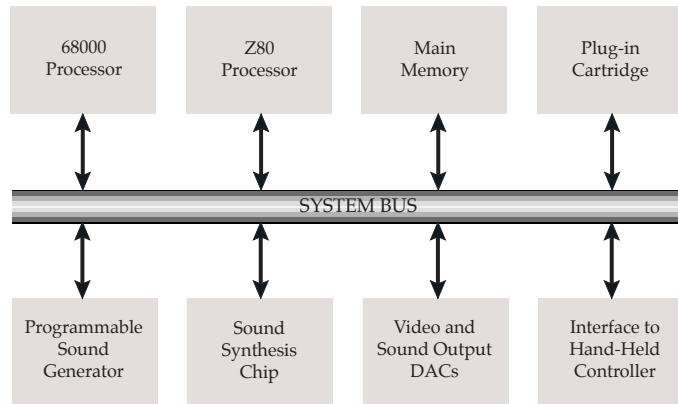 68000
Processor
Z80
Processor
Main
Memory
Plug-in
Cartridge
SYSTEM BUS
Programmable
Sound
Generator
Sound
Synthesis
Chip
Video and
Sound Output
DACs
Interface to
Hand-Held
Controller